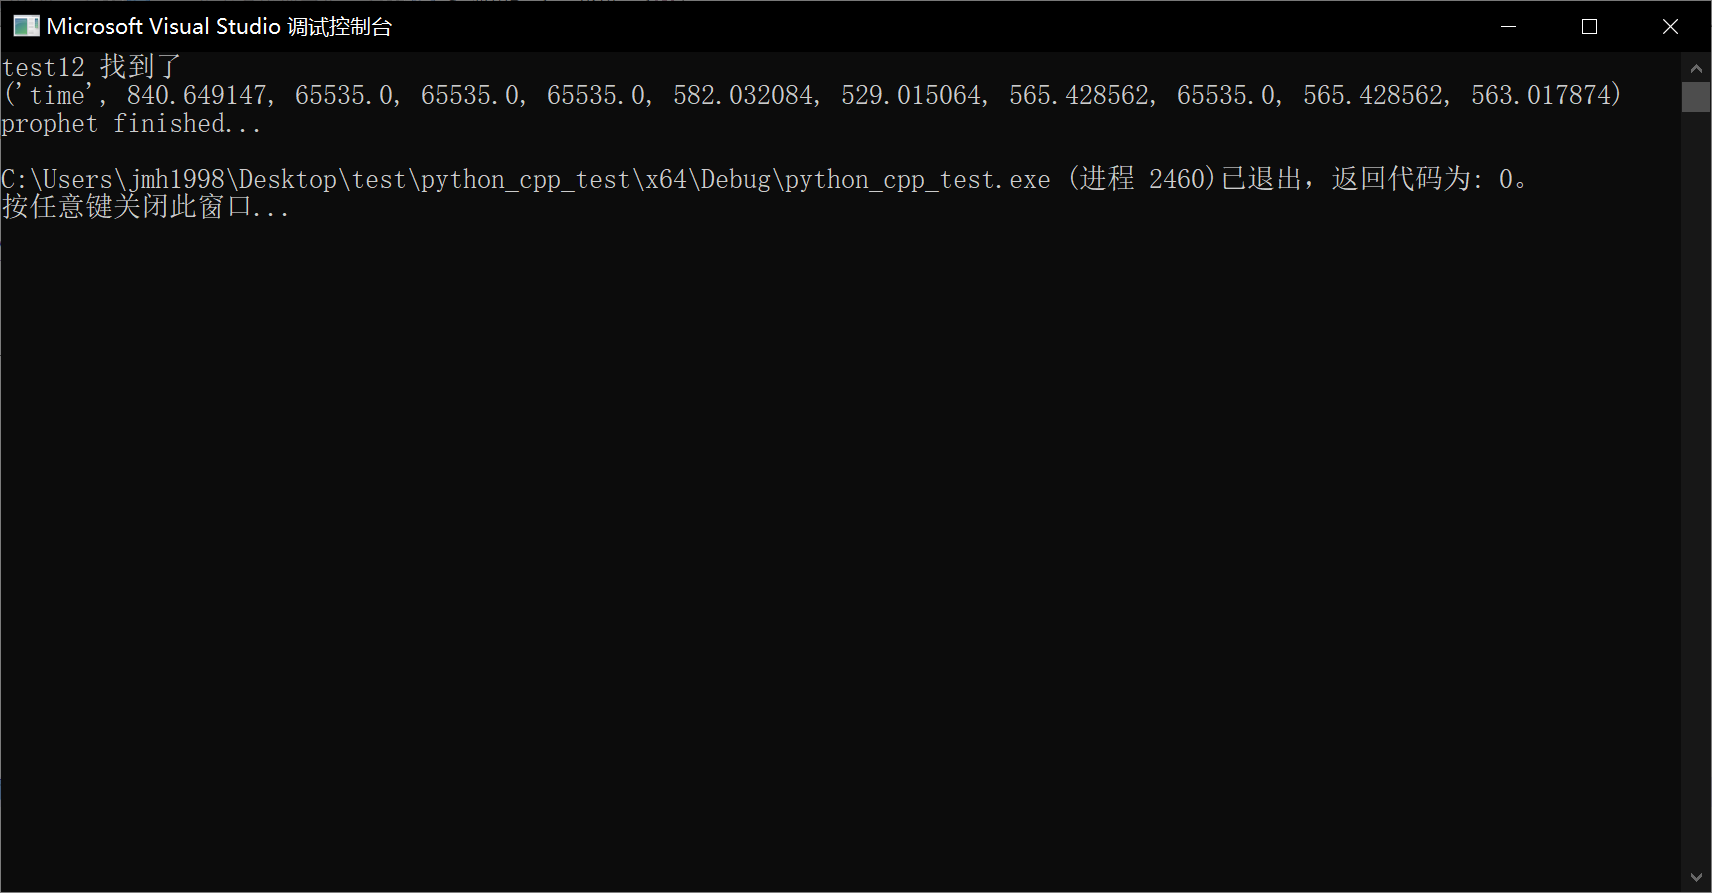 Microsoft Visual Studio 调试控制台
test12 找到了
('time', 840.649147, 65535.0, 65535.0, 65535.0, 582.032084, 529.015064, 565.428562, 65535.0, 565.428562, 563.017874)
prophet finished...
C:\Users\jmh1998\Desktop\test\python_cpp_test\x64\Debug\python_cpp_test.exe (进程 2460)已退出，返回代码为: 0。
按任意键关闭此窗口...